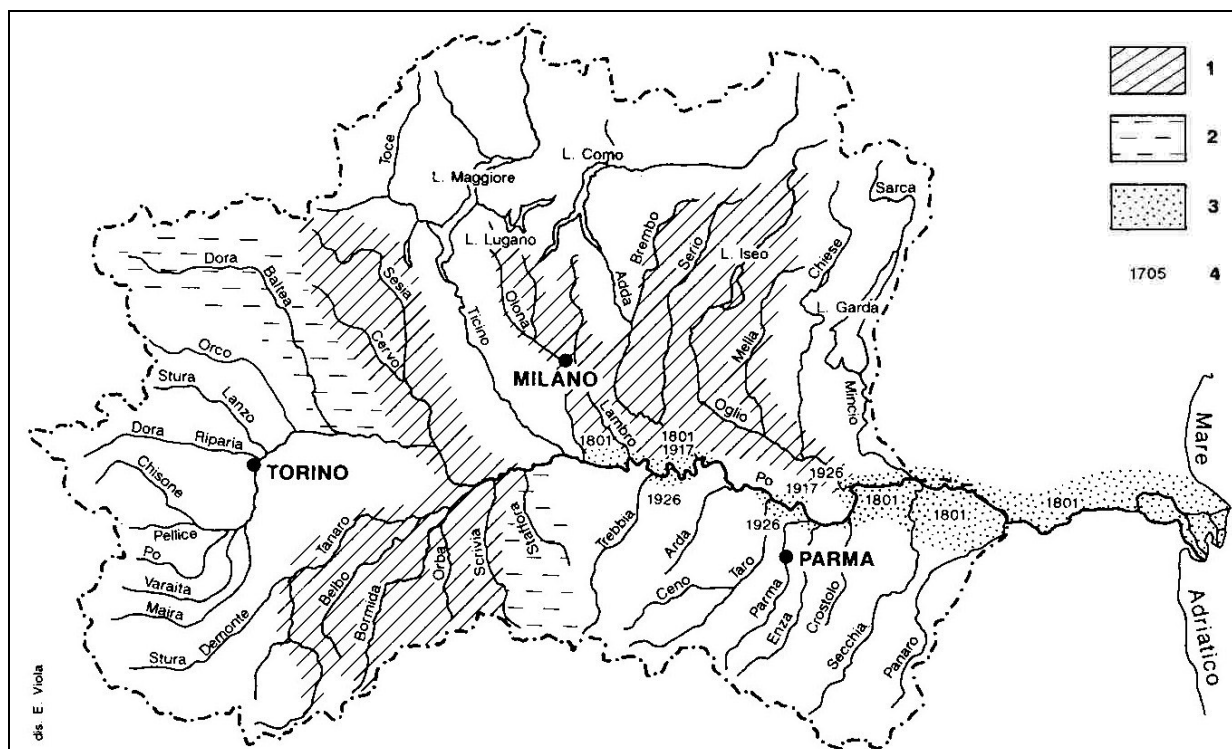 1
2
3
1705 4
Toce
L. Como
L. Maggiore
Sarca
Brembo
Serio
L. Lugano
L. Iseo
Chiese
Dora
Baltea
Sesia
Adda
Olona
Ticino
L. Garda
Cervo
Mella
Orco
Stura
Lanzo
MILANO
Mincio
Oglio
Lambro
Dora
Riparia
1801
1801
1917
TORINO
Chisone
1926
Mare
Po
1917
1801
1801
1926
1801
Pellice
Po
Tanaro
Staffora
Trebbia
1926
Varaita
Belbo
Orba
Scrivia
Arda
PARMA
Maira
Bormida
Ceno
Taro
Parma
Enza
Crostolo
Stura
Demonte
Secchia
Panaro
Adriatico
dis. E. Viola